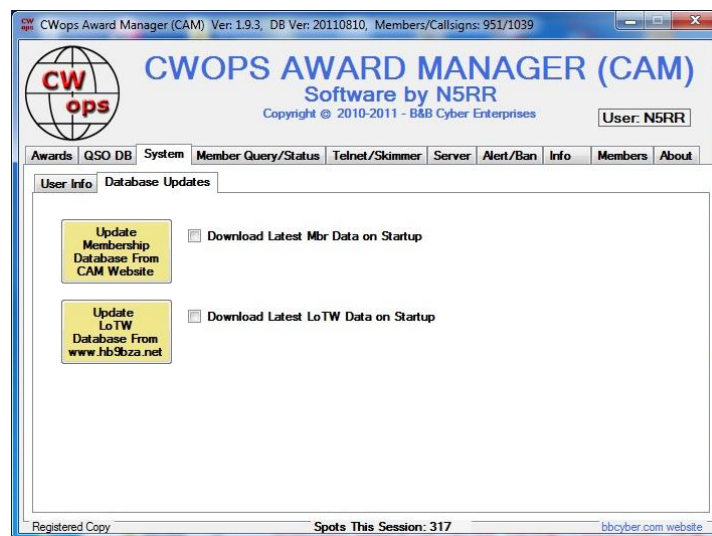 CWops Award Manager (CAM) Ver: 1.9.3, DB Ver: 20110810, Members/Callsigns: 951/1039
CW
ops
CWOPS AWARD MANAGER (CAM)
Software by N5RR
Copyright @ 2010-2011 - B&B Cyber Enterprises
User: N5RR
Awards QSO DB System Member Query/Status Telnet/Skimmer Server Alert/Ban Info Members About
User Info Database Updates
Update
Membership
Database From
CAM Website
Download Latest Mbr Data on Startup
Update
LoTW
Database From
www.hb9bza.net
Download Latest LoTW Data on Startup
Registered Copy
Spots This Session: 317
bbcyber.com website